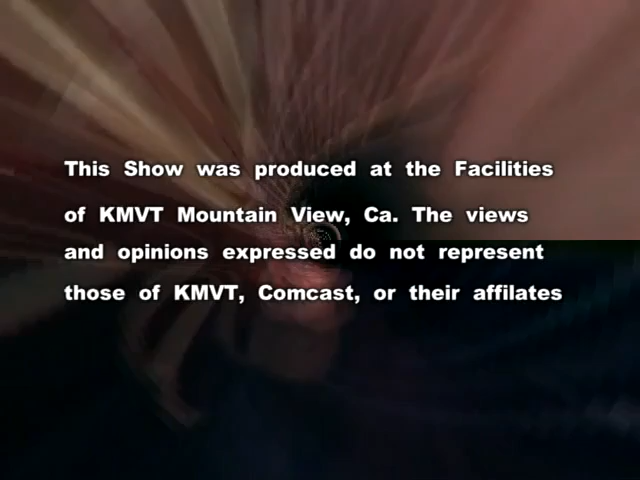 This Show was produced at the Facilities
of KMVT Mountain View, Ca. The views
and opinions expressed do not represent
those of KMVT, Comcast, or their affilates